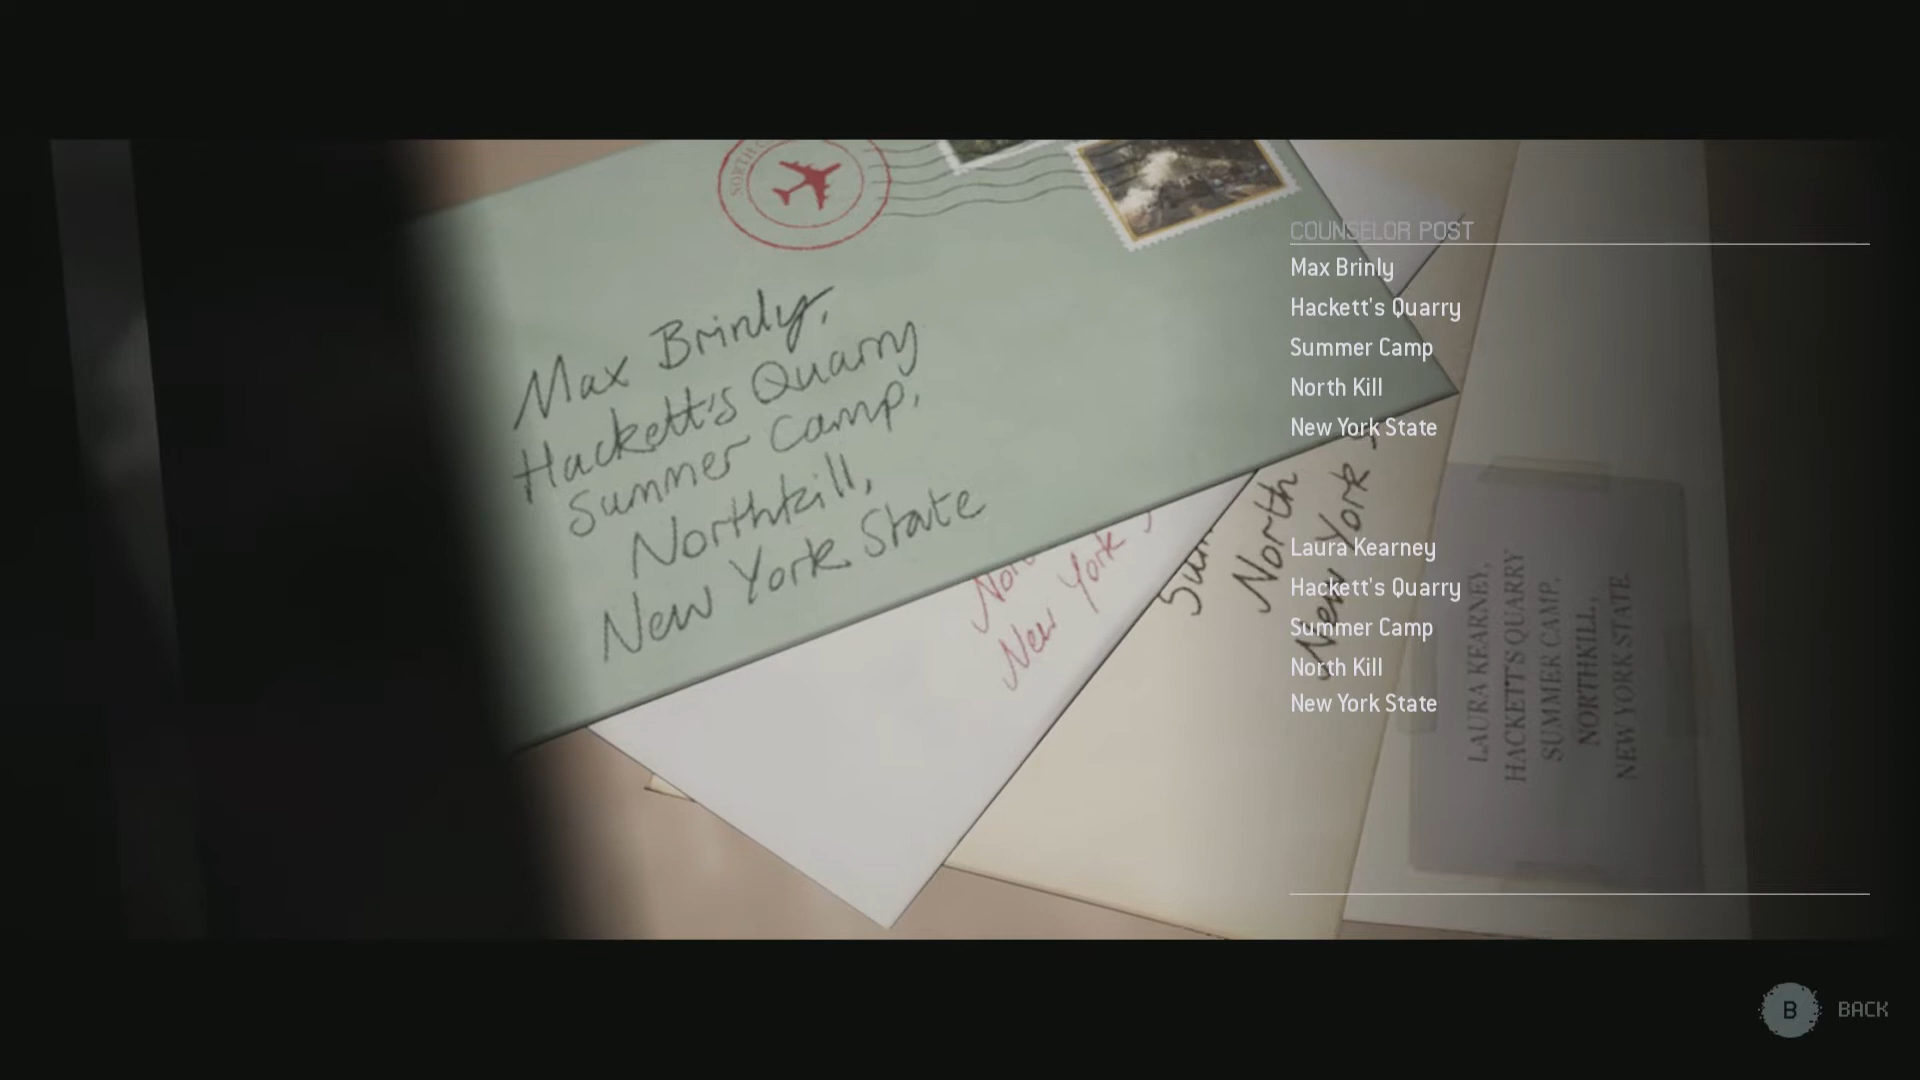 Max Brinly,
Hackett's Quarry
Summer Camp,
Northkill,
New York State
New York
North
New York
COUNSELOR POST
Max Brinly
Hackett's Quarry
Summer Camp
North Kill
New York State
Laura Kearney
Hackett's Quarry
Summer Camp
North Kill
New York State
LAURA KEARNEY,
HACKETT'S QUARRY
SUMMER CAMP,
NORTHKILL,
NEW YORK STATE
B BACK